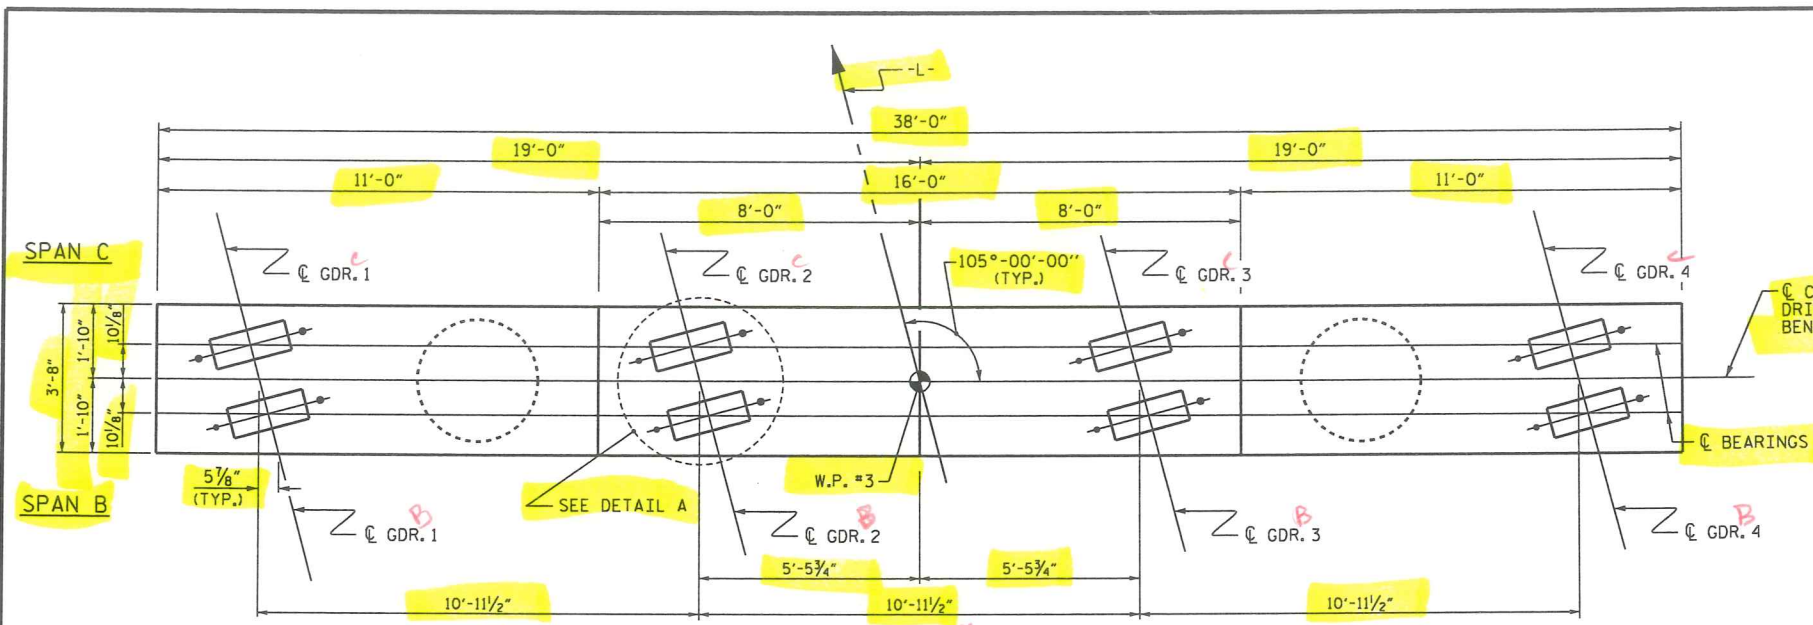 -L-
38'-0"
19'-0"
19'-0"
11'-0"
16'-0"
11'-0"
8'-0"
8'-0"
SPAN C
℄ GDR. 1
C
℄ GDR. 2
C
105°-00'-00"
(TYP.)
℄ GDR. 3
C
℄ GDR. 4
C
℄
DRI
BEN
3'-8"
1'-10"
10⅛"
1'-10"
10⅛"
℄ BEARINGS
5⅞"
(TYP.)
SEE DETAIL A
W.P. #3
SPAN B
℄ GDR. 1
B
℄ GDR. 2
B
℄ GDR. 3
B
℄ GDR. 4
B
5'-5¾"
5'-5¾"
10'-11½"
10'-11½"
10'-11½"